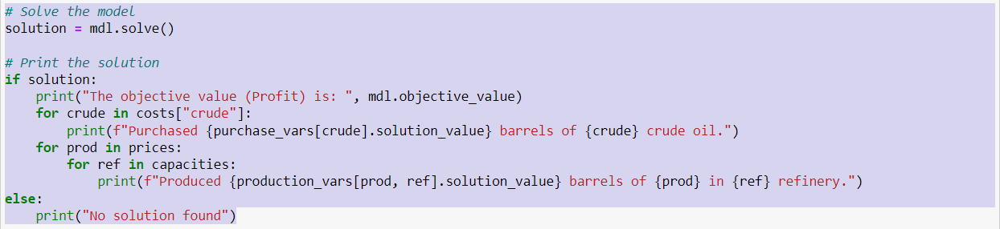 # Solve the model
solution = mdl.solve()
# Print the solution
if solution:
    print("The objective value (Profit) is: ", mdl.objective_value)
    for crude in costs["crude"]:
        print(f"Purchased {purchase_vars[crude].solution_value} barrels of {crude} crude oil.")
    for prod in prices:
        for ref in capacities:
            print(f"Produced {production_vars[prod, ref].solution_value} barrels of {prod} in {ref} refinery.")
else:
    print("No solution found")